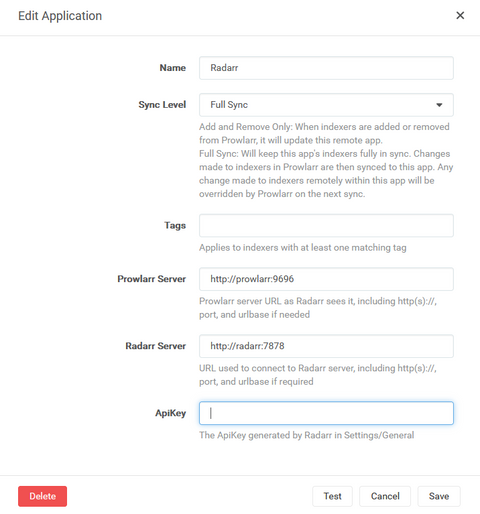 Edit Application
Name
Radarr
Sync Level
Full Sync
Add and Remove Only: When indexers are added or removed
from Prowlarr, it will update this remote app.
Full Sync: Will keep this app's indexers fully in sync. Changes
made to indexers in Prowlarr are then synced to this app. Any
change made to indexers remotely within this app will be
overridden by Prowlarr on the next sync.
Tags
Applies to indexers with at least one matching tag
Prowlarr Server
http://prowlarr:9696
Prowlarr server URL as Radarr sees it, including http(s)://,
port, and urlbase if needed
Radarr Server
http://radarr:7878
URL used to connect to Radarr server, including http(s)://,
port, and urlbase if required
ApiKey
The ApiKey generated by Radarr in Settings/General
Delete
Test
Cancel
Save